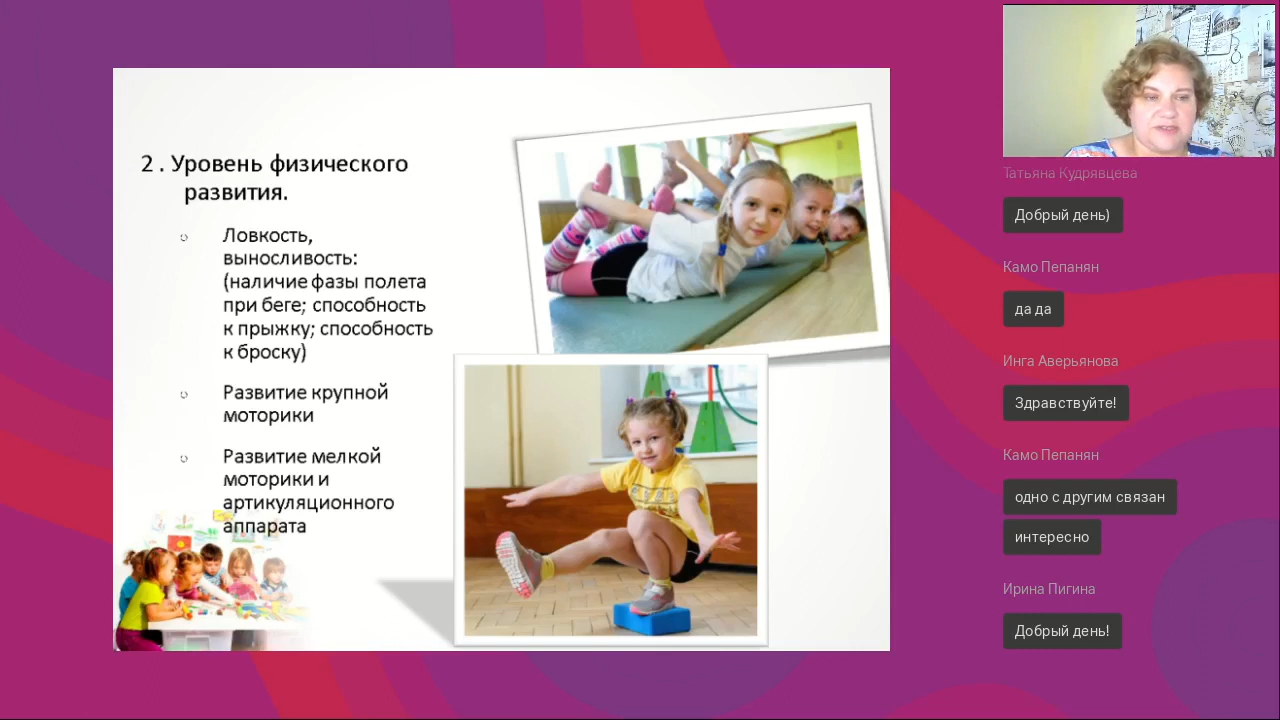 2 . Уровень физического
развития.
Ловкость,
выносливость:
(наличие фазы полета
при беге; способность
к прыжку; способность
к броску)
Развитие крупной
моторики
Развитие мелкой
моторики и
артикуляционного
аппарата
Татьяна Кудрявцева
Добрый день)
Камо Пепанян
да да
Инга Аверьянова
Здравствуйте!
Камо Пепанян
одно с другим связан
интересно
Ирина Пигина
Добрый день!